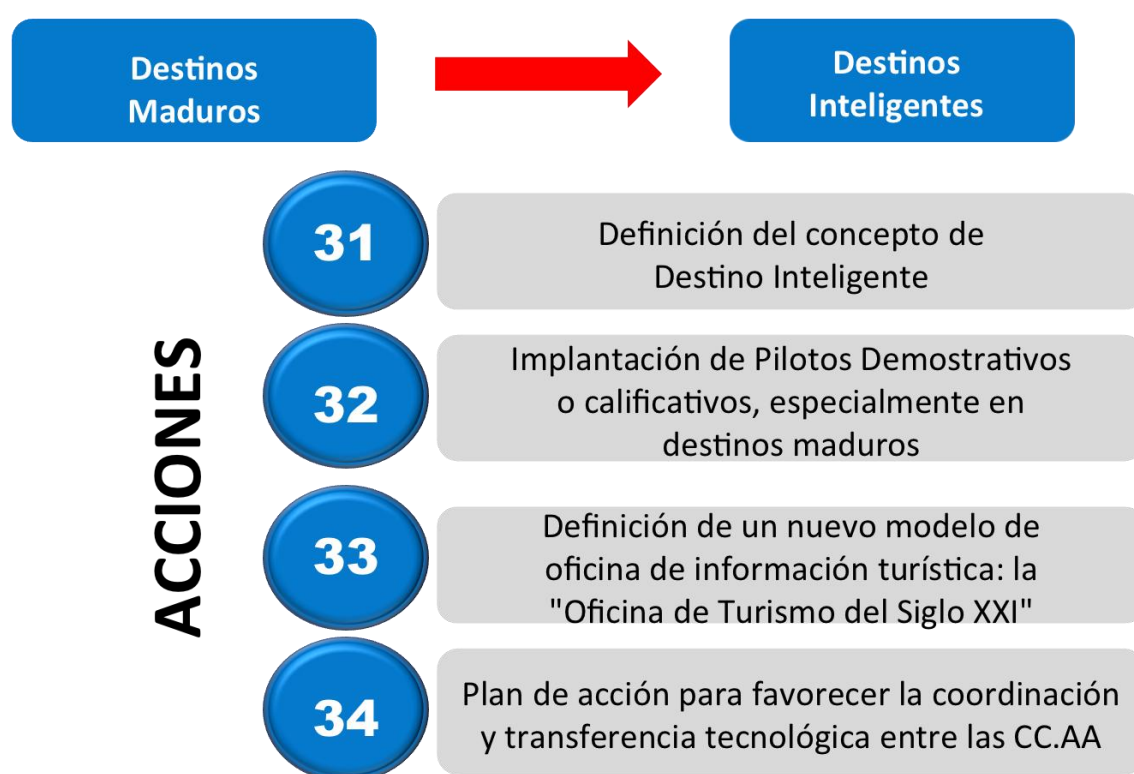 Destinos
Maduros
Destinos
Inteligentes
ACCIONES
31
Definición del concepto de
Destino Inteligente
32
Implantación de Pilotos Demostrativos
o calificativos, especialmente en
destinos maduros
33
Definición de un nuevo modelo de
oficina de información turística: la
"Oficina de Turismo del Siglo XXI"
34
Plan de acción para favorecer la coordinación
y transferencia tecnológica entre las CC.AA